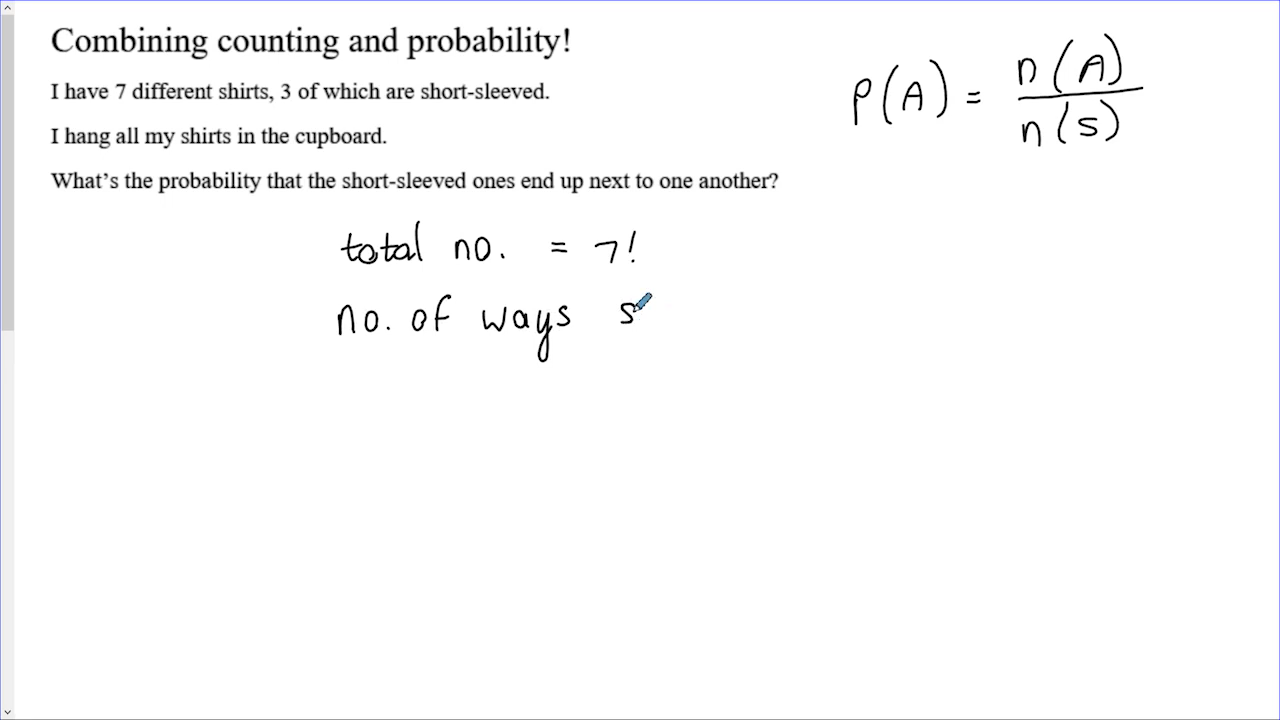 Combining counting and probability!
I have 7 different shirts, 3 of which are short-sleeved.
I hang all my shirts in the cupboard.
What's the probability that the short-sleeved ones end up next to one another?
P(A) = n(A)/n(S)
total no. = 7!
no. of ways s